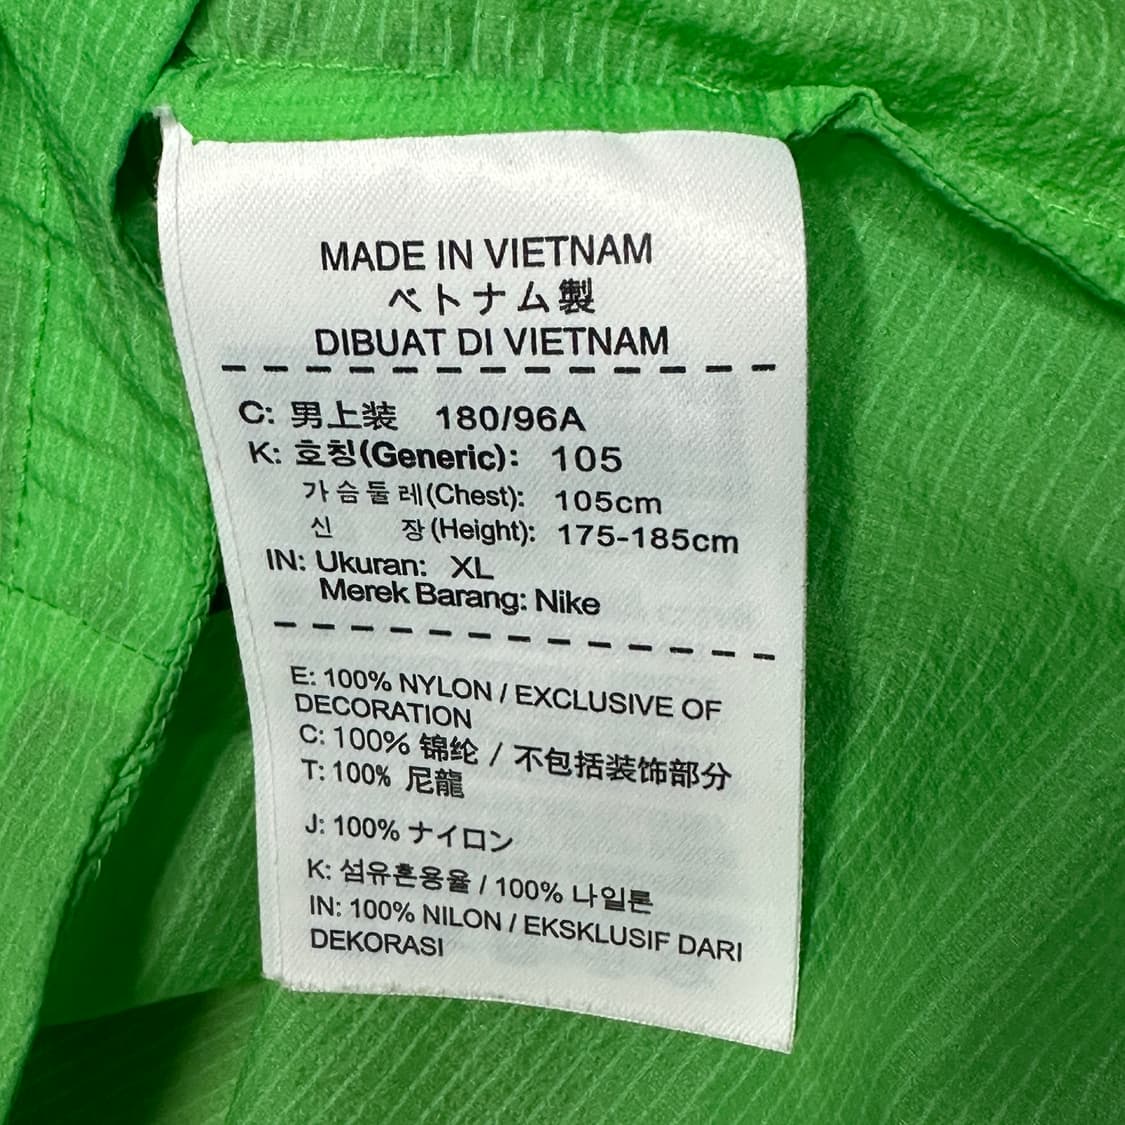 MADE IN VIETNAM
ベトナム製
DIBUAT DI VIETNAM
C: 男上装 180/96A
K: 호칭(Generic): 105
가슴둘레(Chest): 105cm
신 장(Height): 175-185cm
IN: Ukuran: XL
Merek Barang: Nike
E: 100% NYLON / EXCLUSIVE OF
DECORATION
C: 100% 锦纶 / 不包括装饰部分
T: 100% 尼龍
J: 100% ナイロン
K: 섬유혼용율 / 100% 나일론
IN: 100% NILON / EKSKLUSIF DARI
DEKORASI